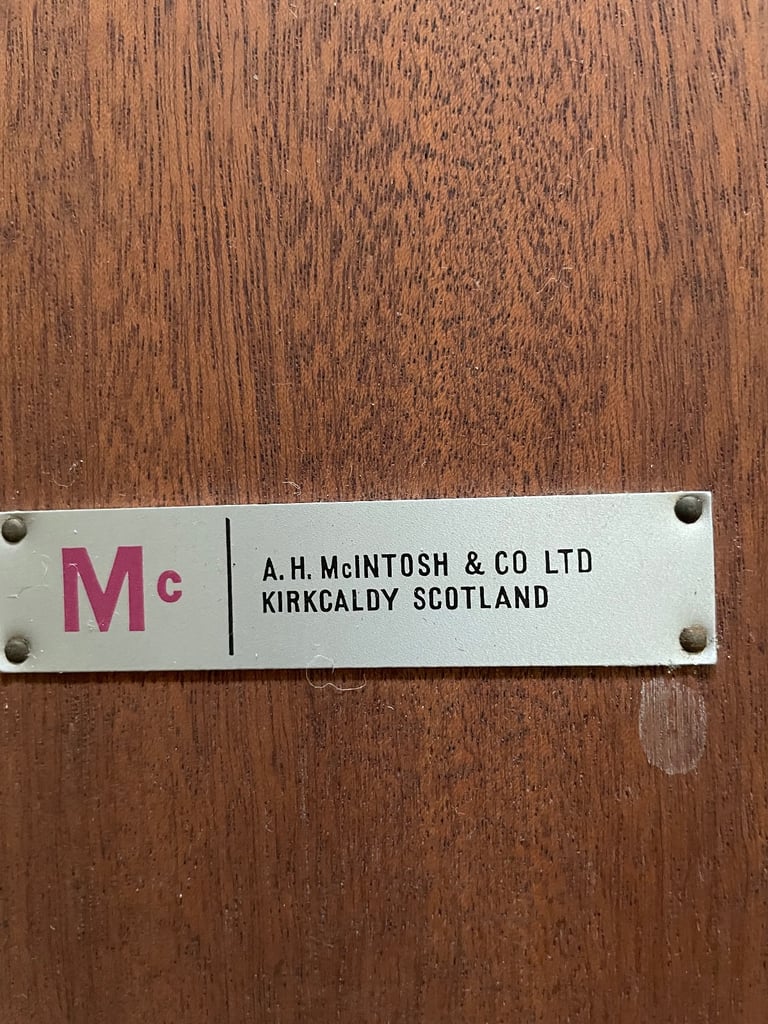 Mc
A. H. McINTOSH & CO LTD
KIRKCALDY SCOTLAND